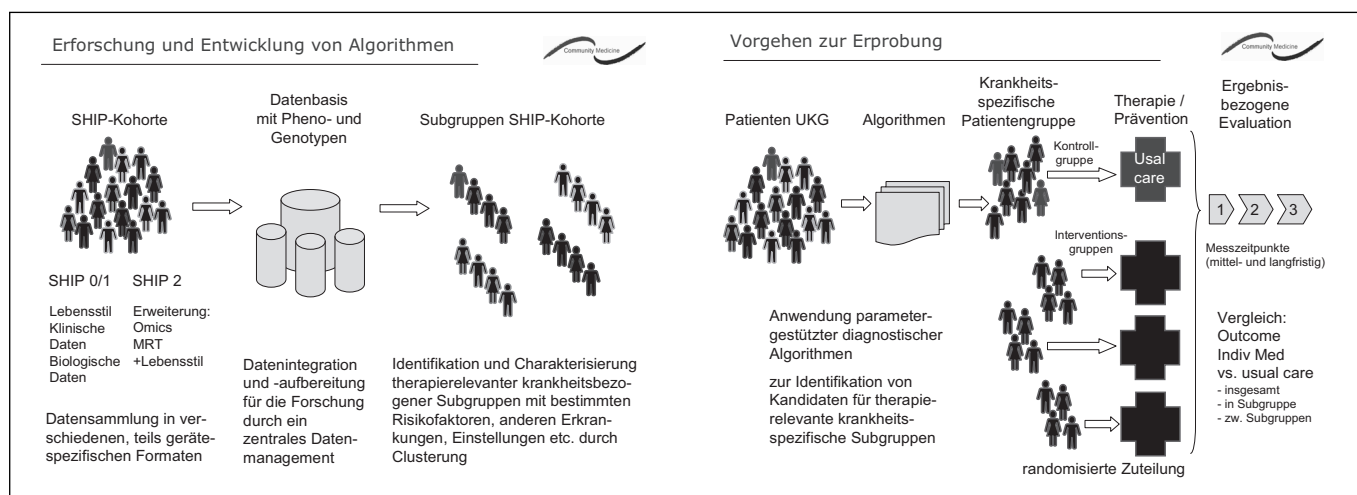 Erforschung und Entwicklung von Algorithmen
Community Medicine
SHIP-Kohorte
Datenbasis
mit Pheno- und
Genotypen
Subgruppen SHIP-Kohorte
SHIP 0/1
Lebensstil
Klinische
Daten
Biologische
Daten
SHIP 2
Erweiterung:
Omics
MRT
+Lebensstil
Datensammlung in ver-
schiedenen, teils geräte-
spezifischen Formaten
Datenintegration
und -aufbereitung
für die Forschung
durch ein
zentrales Daten-
management
Identifikation und Charakterisierung
therapierelevanter krankheitsbezo-
gener Subgruppen mit bestimmten
Risikofaktoren, anderen Erkran-
kungen, Einstellungen etc. durch
Clusterung
Vorgehen zur Erprobung
Community Medicine
Patienten UKG
Algorithmen
Krankheits-
spezifische
Patientengruppe
Therapie /
Prävention
Ergebnis-
bezogene
Evaluation
Kontroll-
gruppe
Usal
care
Interventions-
gruppen
1
2
3
Messzeitpunkte
(mittel- und langfristig)
Anwendung parameter-
gestützter diagnostischer
Algorithmen
zur Identifikation von
Kandidaten für therapie-
relevante krankheits-
spezifische Subgruppen
Vergleich:
Outcome
Indiv Med
vs. usual care
- insgesamt
- in Subgruppe
- zw. Subgruppen
randomisierte Zuteilung